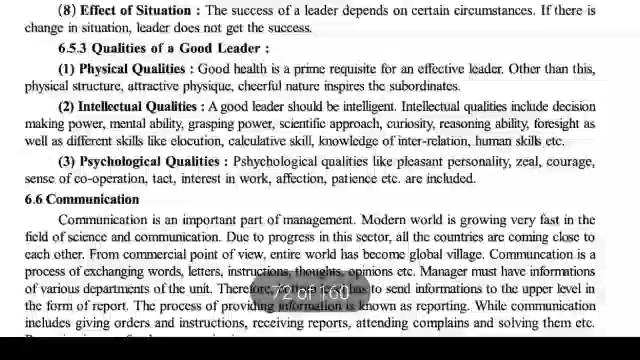 (8) Effect of Situation : The success of a leader depends on certain circumstances. If there is
change in situation, leader does not get the success.
6.5.3 Qualities of a Good Leader :
(1) Physical Qualities : Good health is a prime requisite for an effective leader. Other than this,
physical structure, attractive physique, cheerful nature inspires the subordinates.
(2) Intellectual Qualities : A good leader should be intelligent. Intellectual qualities include decision
making power, mental ability, grasping power, scientific approach, curiosity, reasoning ability, foresight as
well as different skills like elocution, calculative skill, knowledge of inter-relation, human skills etc.
(3) Psychological Qualities : Pshychological qualities like pleasant personality, zeal, courage,
sense of co-operation, tact, interest in work, affection, patience etc. are included.
6.6 Communication
Communication is an important part of management. Modern world is growing very fast in the
field of science and communication. Due to progress in this sector, all the countries are coming close to
each other. From commercial point of view, entire world has become global village. Communcation is a
process of exchanging words, letters, instructions, thoughts, opinions etc. Manager must have informations
of various departments of the unit. Therefore, has to send informations to the upper level in
72 of 160
the form of report. The process of providing information is known as reporting. While communication
includes giving orders and instructions, receiving reports, attending complains and solving them etc.